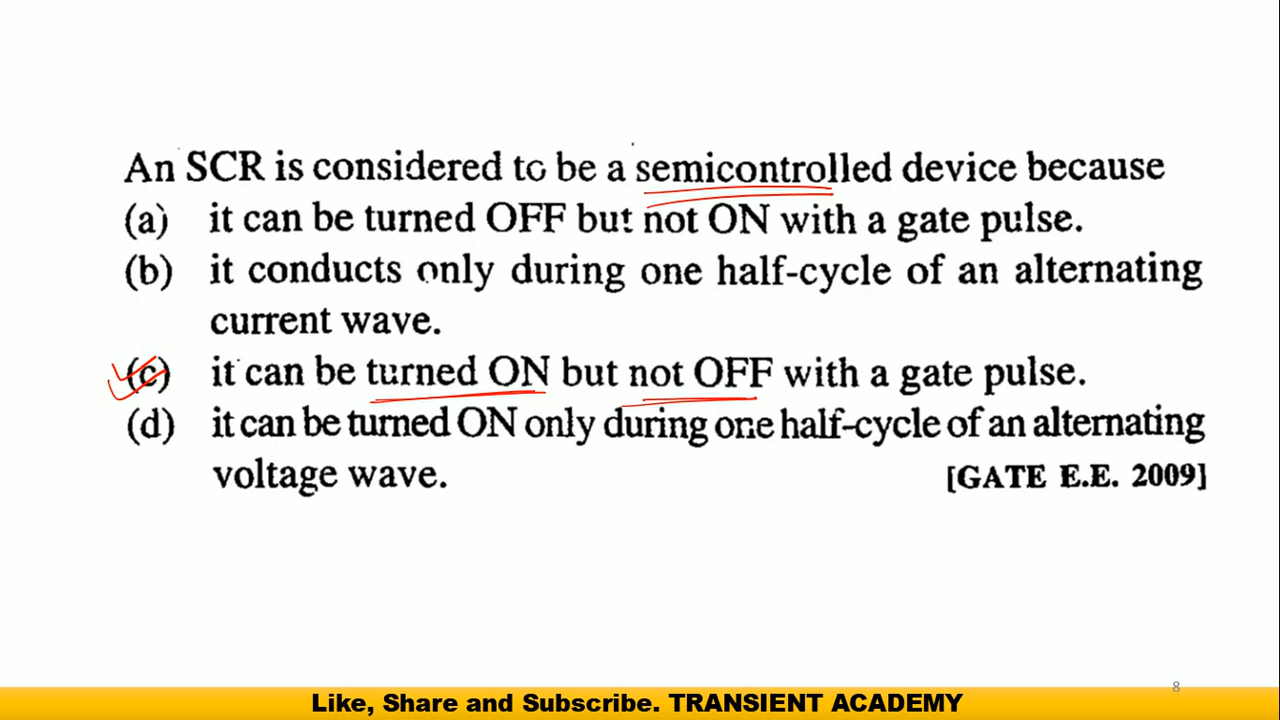 An SCR is considered to be a semicontrolled device because
(a) it can be turned OFF but not ON with a gate pulse.
(b) it conducts only during one half-cycle of an alternating
current wave.
(c) it can be turned ON but not OFF with a gate pulse.
(d) it can be turned ON only during one half-cycle of an alternating
voltage wave. [GATE E.E. 2009]
8
Like, Share and Subscribe. TRANSIENT ACADEMY